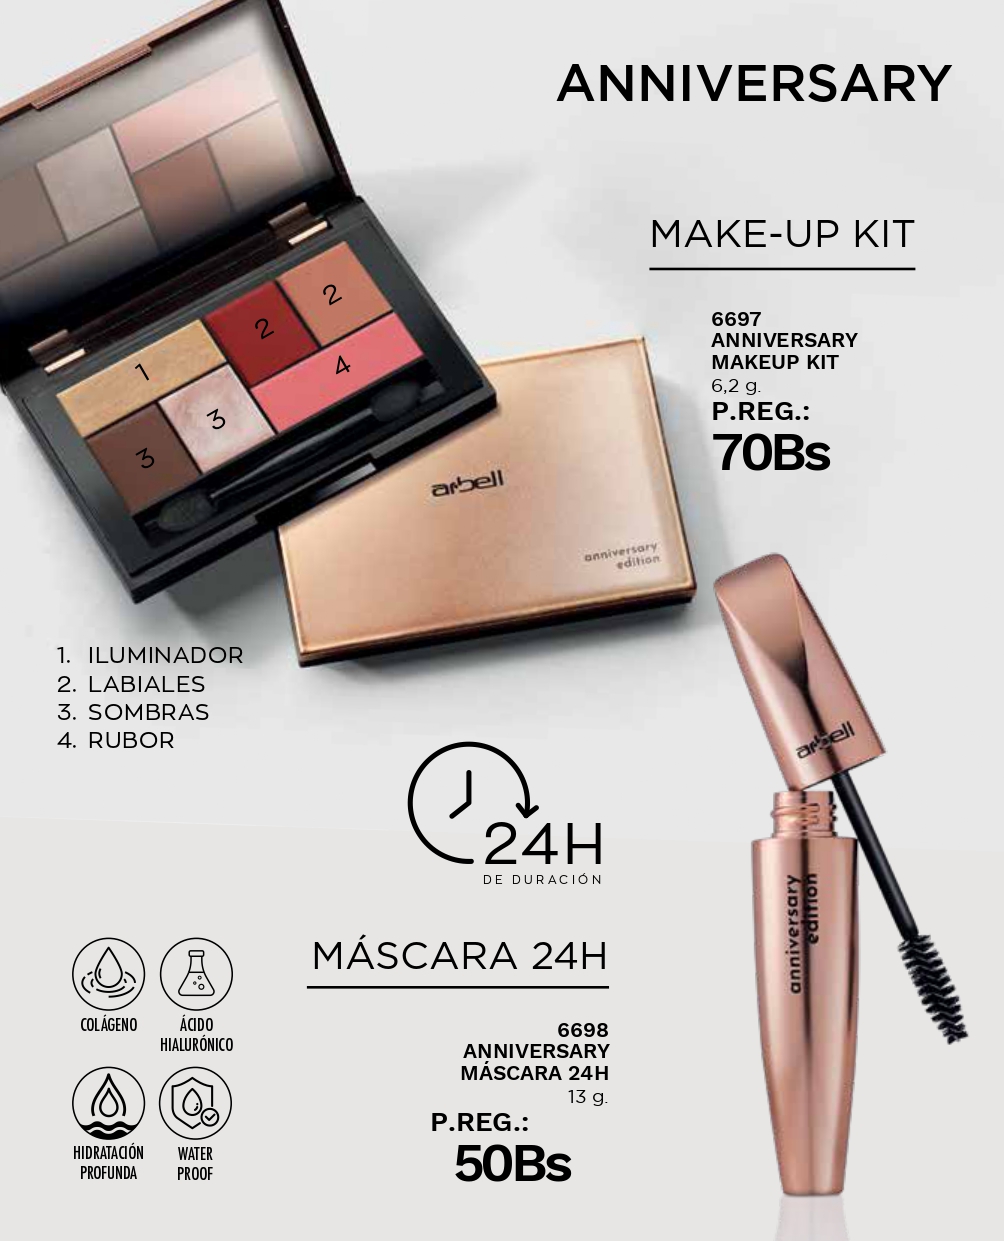 ANNIVERSARY
MAKE-UP KIT
6697
ANNIVERSARY
MAKEUP KIT
6,2 g.
P.REG.:
70Bs
1
2
2
3
3
4
arbell
anniversary
edition
1. ILUMINADOR
2. LABIALES
3. SOMBRAS
4. RUBOR
24H
DE DURACIÓN
arbell
anniversary
edition
MÁSCARA 24H
6698
ANNIVERSARY
MÁSCARA 24H
13 g.
P.REG.:
50Bs
COLÁGENO
ÁCIDO
HIALURÓNICO
HIDRATACIÓN
PROFUNDA
WATER
PROOF